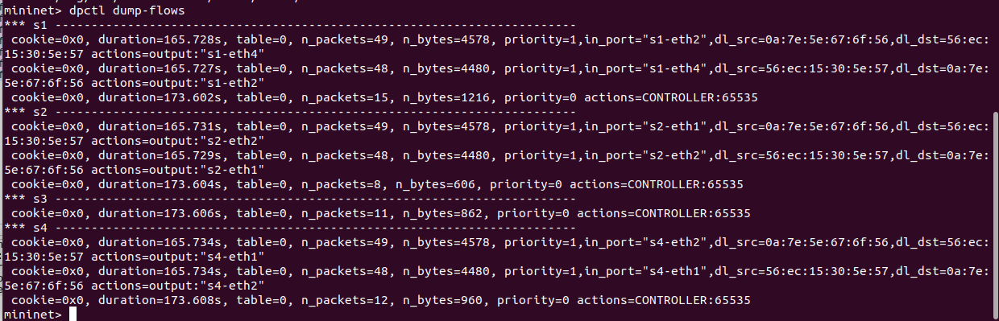 mininet> dpctl dump-flows
*** s1 ------------------------------------------------------------------------
 cookie=0x0, duration=165.728s, table=0, n_packets=49, n_bytes=4578, priority=1,in_port="s1-eth2",dl_src=0a:7e:5e:67:6f:56,dl_dst=56:ec:
15:30:5e:57 actions=output:"s1-eth4"
 cookie=0x0, duration=165.727s, table=0, n_packets=48, n_bytes=4480, priority=1,in_port="s1-eth4",dl_src=56:ec:15:30:5e:57,dl_dst=0a:7e:
5e:67:6f:56 actions=output:"s1-eth2"
 cookie=0x0, duration=173.602s, table=0, n_packets=15, n_bytes=1216, priority=0 actions=CONTROLLER:65535
*** s2 ------------------------------------------------------------------------
 cookie=0x0, duration=165.731s, table=0, n_packets=49, n_bytes=4578, priority=1,in_port="s2-eth1",dl_src=0a:7e:5e:67:6f:56,dl_dst=56:ec:
15:30:5e:57 actions=output:"s2-eth2"
 cookie=0x0, duration=165.729s, table=0, n_packets=48, n_bytes=4480, priority=1,in_port="s2-eth2",dl_src=56:ec:15:30:5e:57,dl_dst=0a:7e:
5e:67:6f:56 actions=output:"s2-eth1"
 cookie=0x0, duration=173.604s, table=0, n_packets=8, n_bytes=606, priority=0 actions=CONTROLLER:65535
*** s3 ------------------------------------------------------------------------
 cookie=0x0, duration=173.606s, table=0, n_packets=11, n_bytes=862, priority=0 actions=CONTROLLER:65535
*** s4 ------------------------------------------------------------------------
 cookie=0x0, duration=165.734s, table=0, n_packets=49, n_bytes=4578, priority=1,in_port="s4-eth2",dl_src=0a:7e:5e:67:6f:56,dl_dst=56:ec:
15:30:5e:57 actions=output:"s4-eth1"
 cookie=0x0, duration=165.734s, table=0, n_packets=48, n_bytes=4480, priority=1,in_port="s4-eth1",dl_src=56:ec:15:30:5e:57,dl_dst=0a:7e:
5e:67:6f:56 actions=output:"s4-eth2"
 cookie=0x0, duration=173.608s, table=0, n_packets=12, n_bytes=960, priority=0 actions=CONTROLLER:65535
mininet>